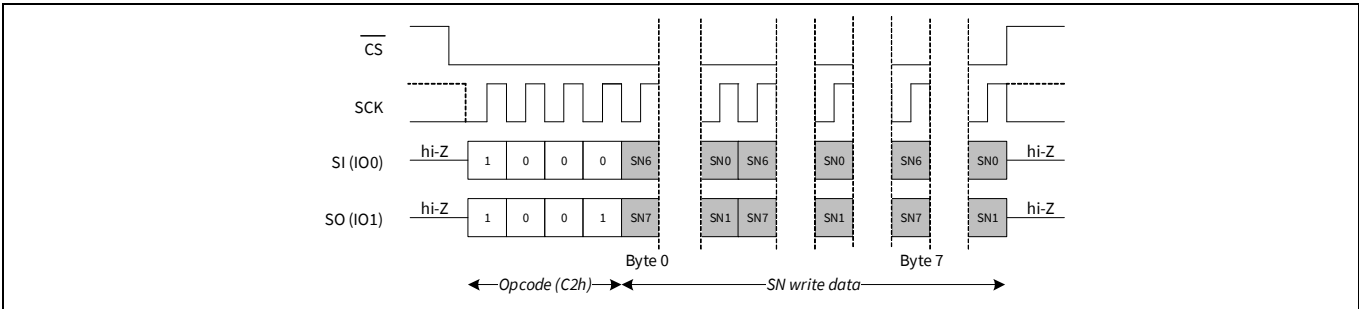 CS
SCK
SI (IO0) hi-Z 1 0 0 0 SN6 SN0 SN6 SN0 SN6 SN0 hi-Z
SO (IO1) hi-Z 1 0 0 1 SN7 SN1 SN7 SN1 SN7 SN1 hi-Z
Byte 0 Byte 7
Opcode (C2h) SN write data